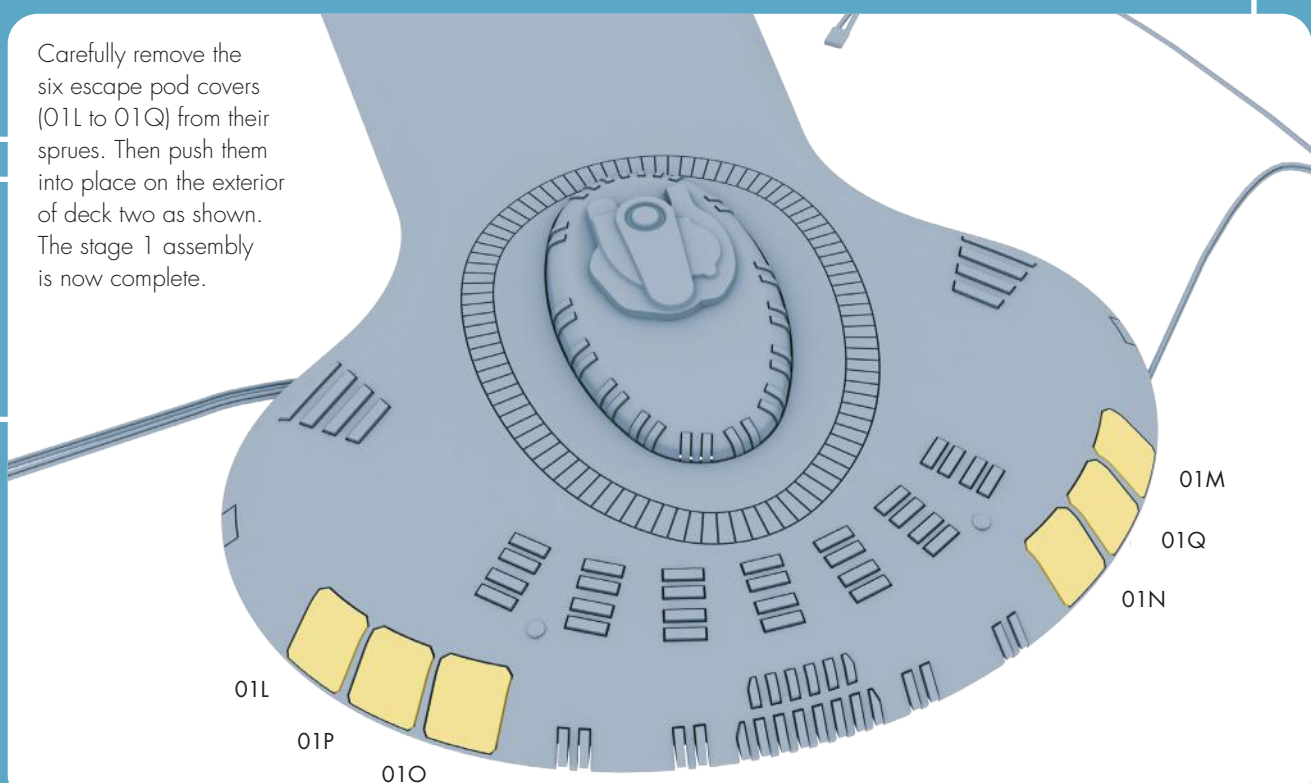 Carefully remove the
six escape pod covers
(01L to 01Q) from their
sprues. Then push them
into place on the exterior
of deck two as shown.
The stage 1 assembly
is now complete.
01M
01Q
01N
01L
01P
01O